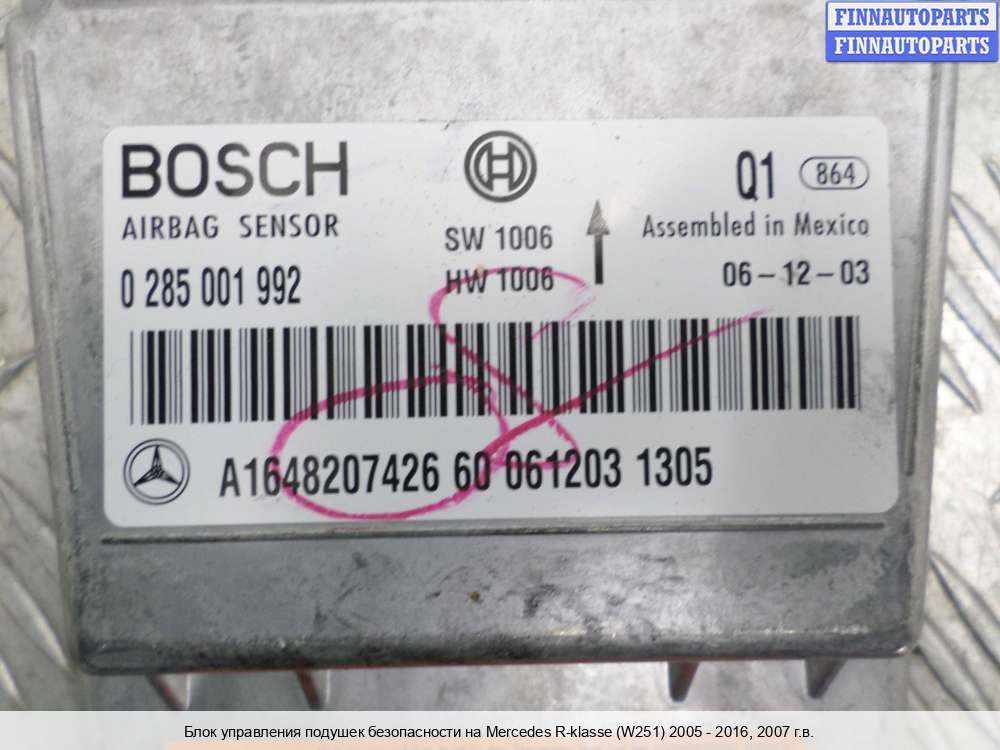 FINNAUTOPARTS
FINNAUTOPARTS
BOSCH
Q1 864
AIRBAG SENSOR
SW 1006
Assembled in Mexico
0 285 001 992
HW 1006
06-12-03
A1648207426 60 061203 1305
Блок управления подушек безопасности на Mercedes R-klasse (W251) 2005 - 2016, 2007 г.в.